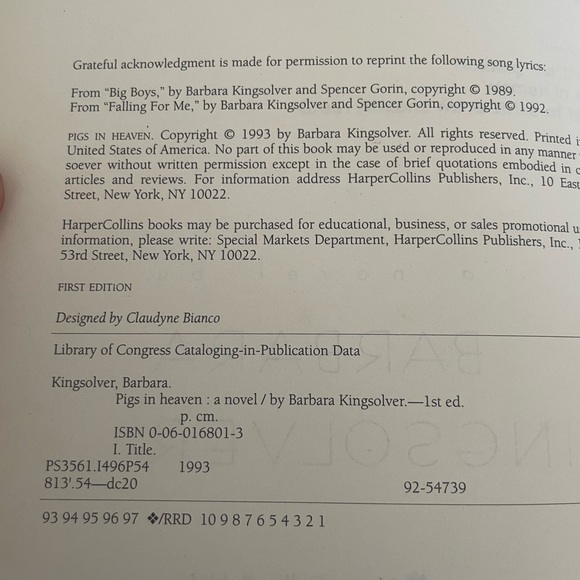 Grateful acknowledgment is made for permission to reprint the following song lyrics:
From “Big Boys,” by Barbara Kingsolver and Spencer Gorin, copyright © 1989.
From “Falling For Me,” by Barbara Kingsolver and Spencer Gorin, copyright © 1992.
PIGS IN HEAVEN. Copyright © 1993 by Barbara Kingsolver. All rights reserved. Printed
United States of America. No part of this book may be used or reproduced in any manner
soever without written permission except in the case of brief quotations embodied in
articles and reviews. For information address HarperCollins Publishers, Inc., 10 East
Street, New York, NY 10022.
HarperCollins books may be purchased for educational, business, or sales promotional
information, please write: Special Markets Department, HarperCollins Publishers, Inc.,
53rd Street, New York, NY 10022.
FIRST EDITION
Designed by Claudyne Bianco
Library of Congress Cataloging-in-Publication Data
Kingsolver, Barbara.
Pigs in heaven : a novel / by Barbara Kingsolver.—1st ed.
p. cm.
ISBN 0-06-016801-3
I. Title.
PS3561.I496P54 1993
813'.54—dc20 92-54739
93 94 95 96 97 ❖/RRD 10 9 8 7 6 5 4 3 2 1